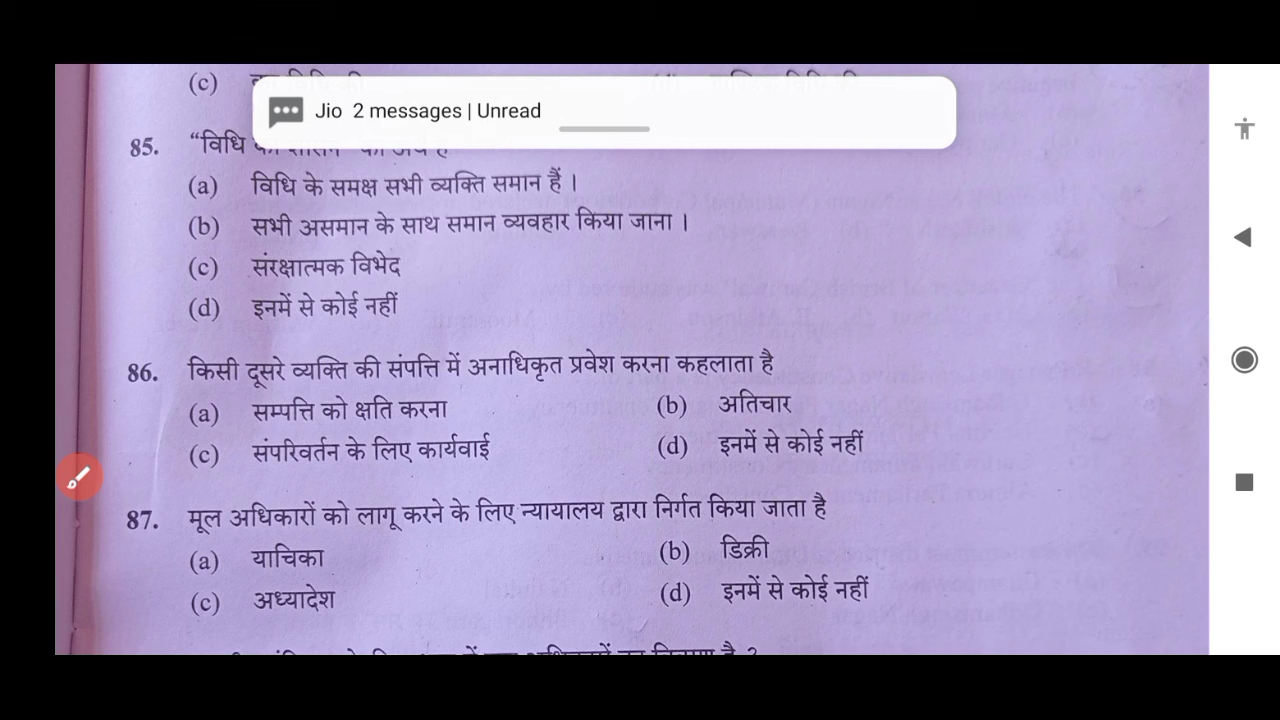 (c)
Jio 2 messages | Unread
85. “विधि
(a) विधि के समक्ष सभी व्यक्ति समान हैं ।
(b) सभी असमान के साथ समान व्यवहार किया जाना ।
(c) संरक्षात्मक विभेद
(d) इनमें से कोई नहीं
86. किसी दूसरे व्यक्ति की संपत्ति में अनाधिकृत प्रवेश करना कहलाता है
(a) सम्पत्ति को क्षति करना (b) अतिचार
(c) संपरिवर्तन के लिए कार्यवाई (d) इनमें से कोई नहीं
87. मूल अधिकारों को लागू करने के लिए न्यायालय द्वारा निर्गत किया जाता है
(a) याचिका (b) डिक्री
(c) अध्यादेश (d) इनमें से कोई नहीं